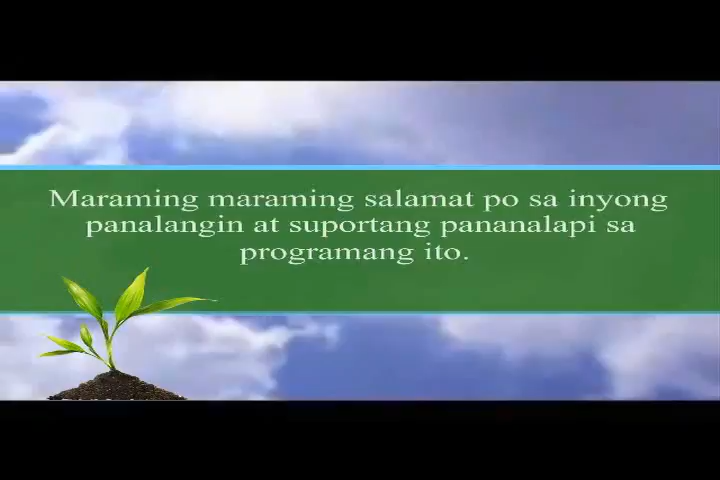 Maraming maraming salamat po sa inyong
panalangin at suportang pananalapi sa
programang ito.